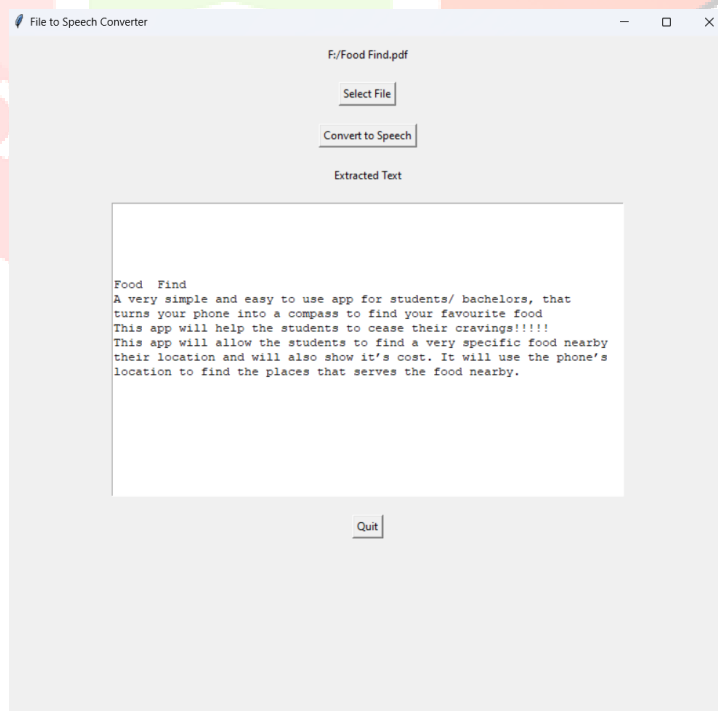 File to Speech Converter
F:/Food Find.pdf
Select File
Convert to Speech
Extracted Text
Food  Find
A very simple and easy to use app for students/ bachelors, that
turns your phone into a compass to find your favourite food
This app will help the students to cease their cravings!!!!!
This app will allow the students to find a very specific food nearby
their location and will also show it’s cost. It will use the phone’s
location to find the places that serves the food nearby.
Quit